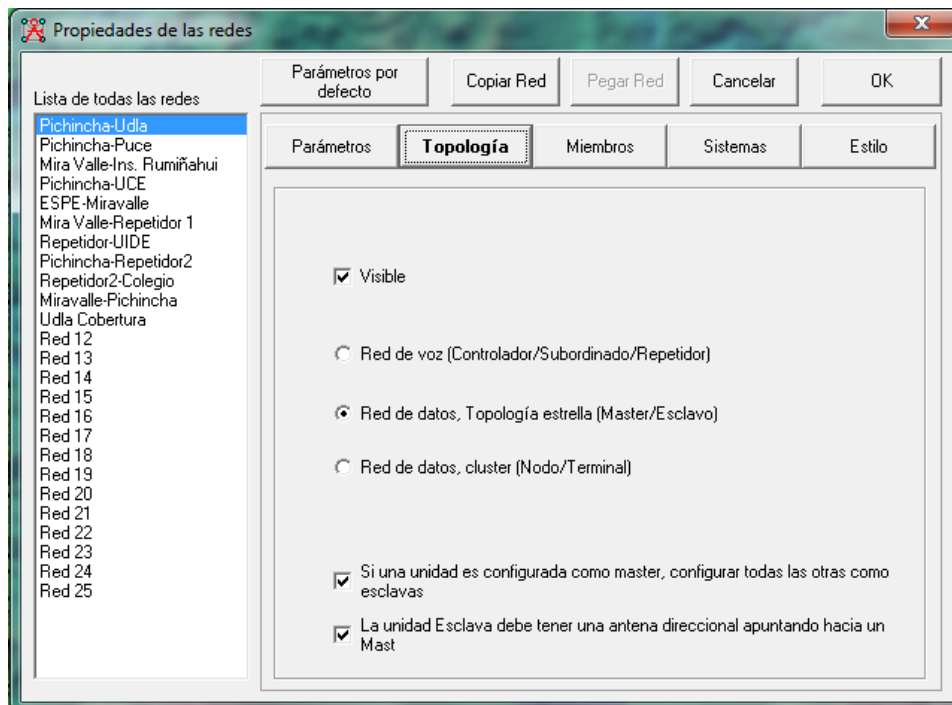 Propiedades de las redes
Parámetros por
defecto
Copiar Red
Pegar Red
Cancelar
OK
Lista de todas las redes
Pichincha-Udla
Pichincha-Puce
Mira Valle-Ins. Rumiñahui
Pichincha-UCE
ESPE-Miravalle
Mira Valle-Repetidor 1
Repetidor-UIDE
Pichincha-Repetidor2
Repetidor2-Colegio
Miravalle-Pichincha
Udla Cobertura
Red 12
Red 13
Red 14
Red 15
Red 16
Red 17
Red 18
Red 19
Red 20
Red 21
Red 22
Red 23
Red 24
Red 25
Parámetros
Topología
Miembros
Sistemas
Estilo
Visible
Red de voz (Controlador/Subordinado/Repetidor)
Red de datos, Topología estrella (Master/Esclavo)
Red de datos, cluster (Nodo/Terminal)
Si una unidad es configurada como master, configurar todas las otras como
esclavas
La unidad Esclava debe tener una antena direccional apuntando hacia un
Mast